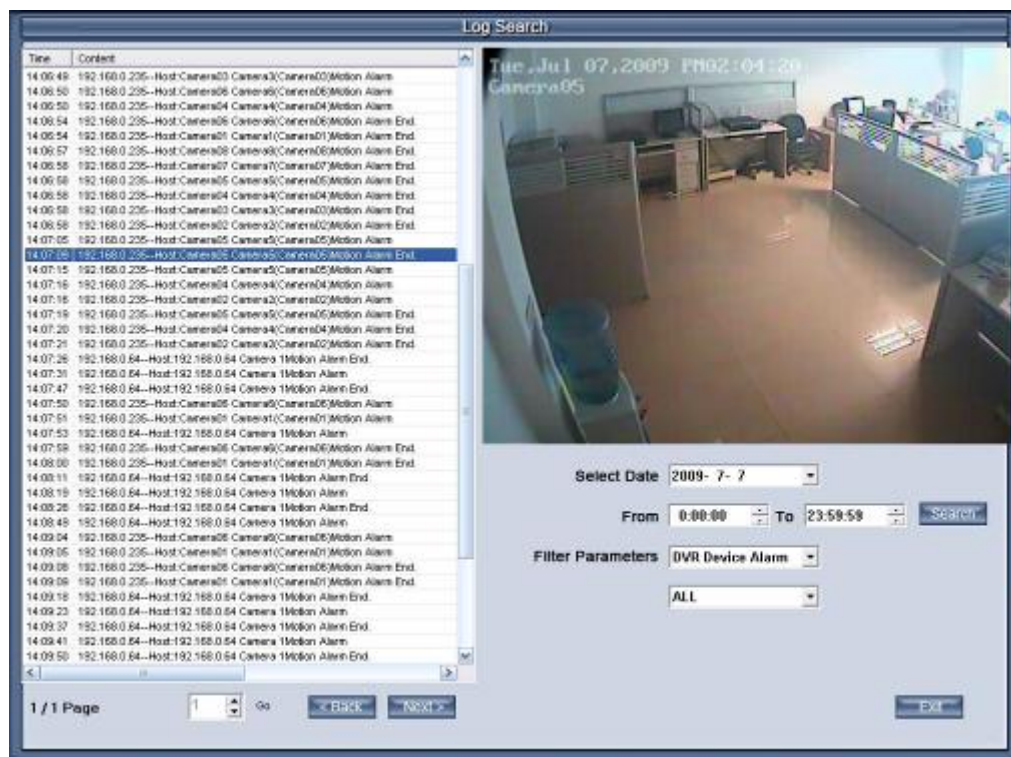 Log Search
Time Content
14:06:49 192.168.0.235--Host:Camera03 Camera3(Camera03)Motion Alarm
14:06:50 192.168.0.235--Host:Camera06 Camera6(Camera06)Motion Alarm
14:06:50 192.168.0.235--Host:Camera04 Camera4(Camera04)Motion Alarm
14:06:54 192.168.0.235--Host:Camera06 Camera6(Camera06)Motion Alarm End.
14:06:54 192.168.0.235--Host:Camera01 Camera1(Camera01)Motion Alarm End.
14:06:57 192.168.0.235--Host:Camera08 Camera8(Camera08)Motion Alarm End.
14:06:58 192.168.0.235--Host:Camera07 Camera7(Camera07)Motion Alarm End.
14:06:58 192.168.0.235--Host:Camera05 Camera5(Camera05)Motion Alarm End.
14:06:58 192.168.0.235--Host:Camera04 Camera4(Camera04)Motion Alarm End.
14:06:58 192.168.0.235--Host:Camera03 Camera3(Camera03)Motion Alarm End.
14:06:58 192.168.0.235--Host:Camera02 Camera2(Camera02)Motion Alarm End.
14:07:05 192.168.0.235--Host:Camera05 Camera5(Camera05)Motion Alarm
14:07:09 192.168.0.235--Host:Camera05 Camera5(Camera05)Motion Alarm End.
14:07:15 192.168.0.235--Host:Camera05 Camera5(Camera05)Motion Alarm
14:07:16 192.168.0.235--Host:Camera04 Camera4(Camera04)Motion Alarm
14:07:16 192.168.0.235--Host:Camera02 Camera2(Camera02)Motion Alarm
14:07:19 192.168.0.235--Host:Camera05 Camera5(Camera05)Motion Alarm End.
14:07:20 192.168.0.235--Host:Camera04 Camera4(Camera04)Motion Alarm End.
14:07:21 192.168.0.235--Host:Camera02 Camera2(Camera02)Motion Alarm End.
14:07:26 192.168.0.64--Host:192.168.0.64 Camera 1Motion Alarm End.
14:07:31 192.168.0.64--Host:192.168.0.64 Camera 1Motion Alarm
14:07:47 192.168.0.64--Host:192.168.0.64 Camera 1Motion Alarm End.
14:07:50 192.168.0.235--Host:Camera06 Camera6(Camera06)Motion Alarm
14:07:51 192.168.0.235--Host:Camera01 Camera1(Camera01)Motion Alarm
14:07:53 192.168.0.64--Host:192.168.0.64 Camera 1Motion Alarm
14:07:59 192.168.0.235--Host:Camera06 Camera6(Camera06)Motion Alarm End.
14:08:00 192.168.0.235--Host:Camera01 Camera1(Camera01)Motion Alarm End.
14:08:11 192.168.0.64--Host:192.168.0.64 Camera 1Motion Alarm End.
14:08:19 192.168.0.64--Host:192.168.0.64 Camera 1Motion Alarm
14:08:26 192.168.0.64--Host:192.168.0.64 Camera 1Motion Alarm End.
14:08:49 192.168.0.64--Host:192.168.0.64 Camera 1Motion Alarm
14:09:04 192.168.0.235--Host:Camera06 Camera6(Camera06)Motion Alarm
14:09:05 192.168.0.235--Host:Camera01 Camera1(Camera01)Motion Alarm
14:09:08 192.168.0.235--Host:Camera06 Camera6(Camera06)Motion Alarm End.
14:09:09 192.168.0.235--Host:Camera01 Camera1(Camera01)Motion Alarm End.
14:09:18 192.168.0.64--Host:192.168.0.64 Camera 1Motion Alarm End.
14:09:23 192.168.0.64--Host:192.168.0.64 Camera 1Motion Alarm
14:09:37 192.168.0.64--Host:192.168.0.64 Camera 1Motion Alarm End.
14:09:41 192.168.0.64--Host:192.168.0.64 Camera 1Motion Alarm
14:09:50 192.168.0.64--Host:192.168.0.64 Camera 1Motion Alarm End.
1 / 1 Page 1 Go < Back Next >
Tue,Jul 07,2009 PM02:04:20
Camera05
Select Date 2009- 7- 7
From 0:00:00 To 23:59:59 Search
Filter Parameters DVR Device Alarm
ALL
Exit